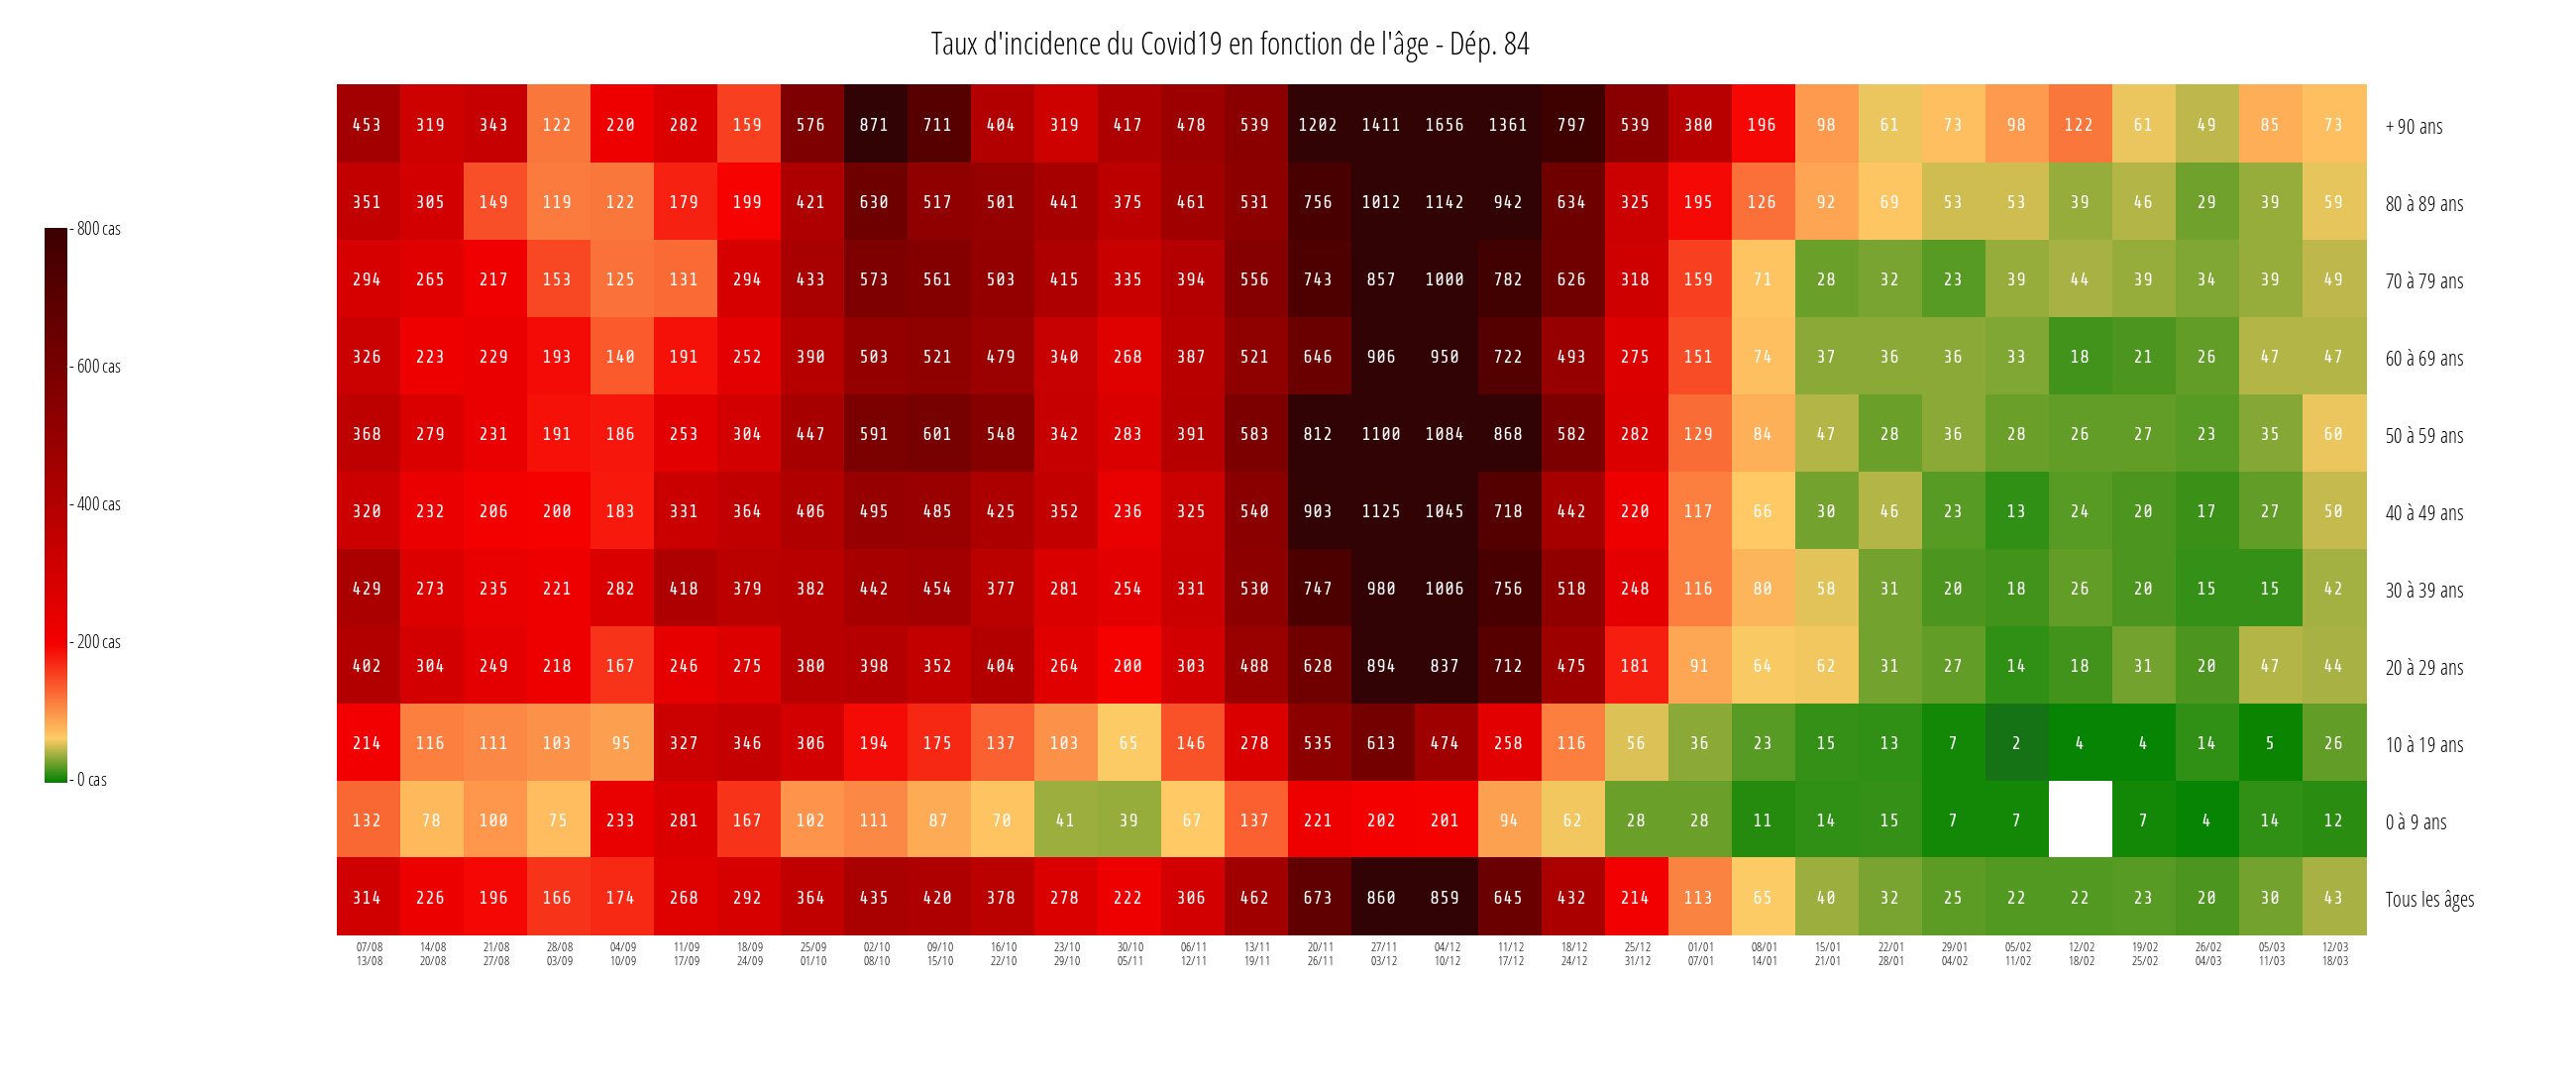 Taux d'incidence du Covid19 en fonction de l'âge - Dép. 84
- 800 cas
- 600 cas
- 400 cas
- 200 cas
- 0 cas
453 319 343 122 220 282 159 576 871 711 404 319 417 478 539 1202 1411 1656 1361 797 539 380 196 98 61 73 98 122 61 49 85 73 + 90 ans
351 305 149 119 122 179 199 421 630 517 501 441 375 461 531 756 1012 1142 942 634 325 195 126 92 69 53 53 39 46 29 39 59 80 à 89 ans
294 265 217 153 125 131 294 433 573 561 503 415 335 394 556 743 857 1000 782 626 318 159 71 28 32 23 39 44 39 34 39 49 70 à 79 ans
326 223 229 193 140 191 252 390 503 521 479 340 268 387 521 646 906 950 722 493 275 151 74 37 36 36 33 18 21 26 47 47 60 à 69 ans
368 279 231 191 186 253 304 447 591 601 548 342 283 391 583 812 1100 1084 868 582 282 129 84 47 28 36 28 26 27 23 35 60 50 à 59 ans
320 232 206 200 183 331 364 406 495 485 425 352 236 325 540 903 1125 1045 718 442 220 117 66 30 46 23 13 24 20 17 27 50 40 à 49 ans
429 273 235 221 282 418 379 382 442 454 377 281 254 331 530 747 980 1006 756 518 248 116 80 58 31 20 18 26 20 15 15 42 30 à 39 ans
402 304 249 218 167 246 275 380 398 352 404 264 200 303 488 628 894 837 712 475 181 91 64 62 31 27 14 18 31 20 47 44 20 à 29 ans
214 116 111 103 95 327 346 306 194 175 137 103 65 146 278 535 613 474 258 116 56 36 23 15 13 7 2 4 4 14 5 26 10 à 19 ans
132 78 100 75 233 281 167 102 111 87 70 41 39 67 137 221 202 201 94 62 28 28 11 14 15 7 7 7 4 14 12 0 à 9 ans
314 226 196 166 174 268 292 364 435 420 378 278 222 306 462 673 860 859 645 432 214 113 65 40 32 25 22 22 23 20 30 43 Tous les âges
07/08 14/08 21/08 28/08 04/09 11/09 18/09 25/09 02/10 09/10 16/10 23/10 30/10 06/11 13/11 20/11 27/11 04/12 11/12 18/12 25/12 01/01 08/01 15/01 22/01 29/01 05/02 12/02 19/02 26/02 05/03 12/03
13/08 20/08 27/08 03/09 10/09 17/09 24/09 01/10 08/10 15/10 22/10 29/10 05/11 12/11 19/11 26/11 03/12 10/12 17/12 24/12 31/12 07/01 14/01 21/01 28/01 04/02 11/02 18/02 25/02 04/03 11/03 18/03